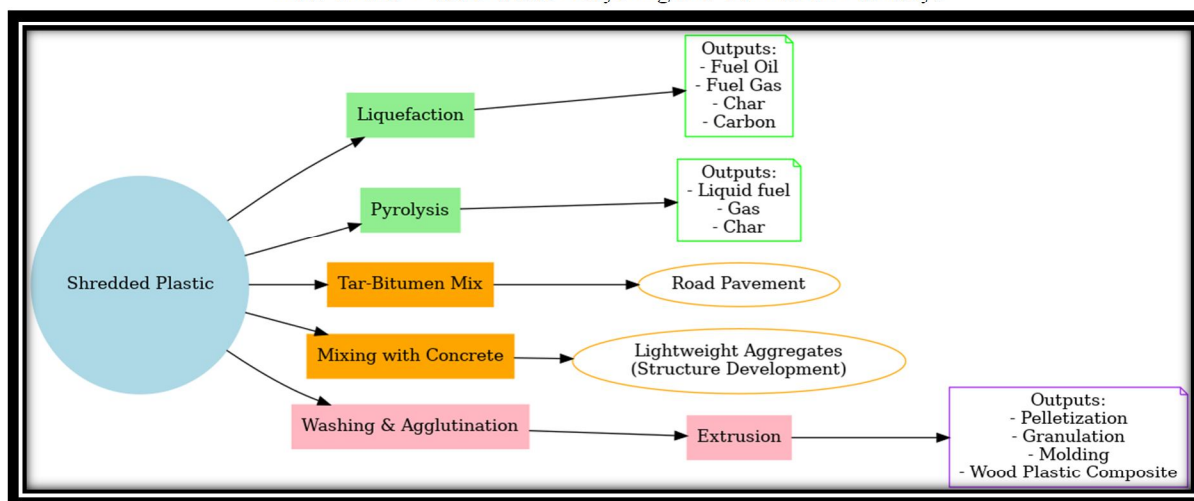 Outputs:
- Fuel Oil
- Fuel Gas
- Char
- Carbon
Liquefaction
Outputs:
- Liquid fuel
- Gas
- Char
Pyrolysis
Shredded Plastic
Tar-Bitumen Mix
Road Pavement
Mixing with Concrete
Lightweight Aggregates
(Structure Development)
Washing & Agglutination
Extrusion
Outputs:
- Pelletization
- Granulation
- Molding
- Wood Plastic Composite